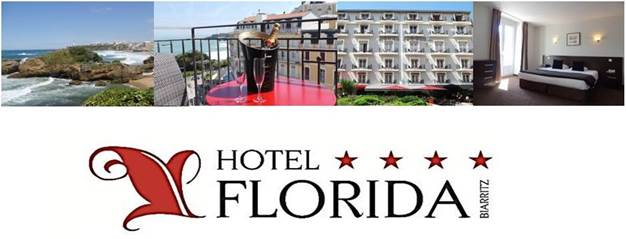 HOTEL ★ ★ ★ ★
FLORIDA
BIARRITZ